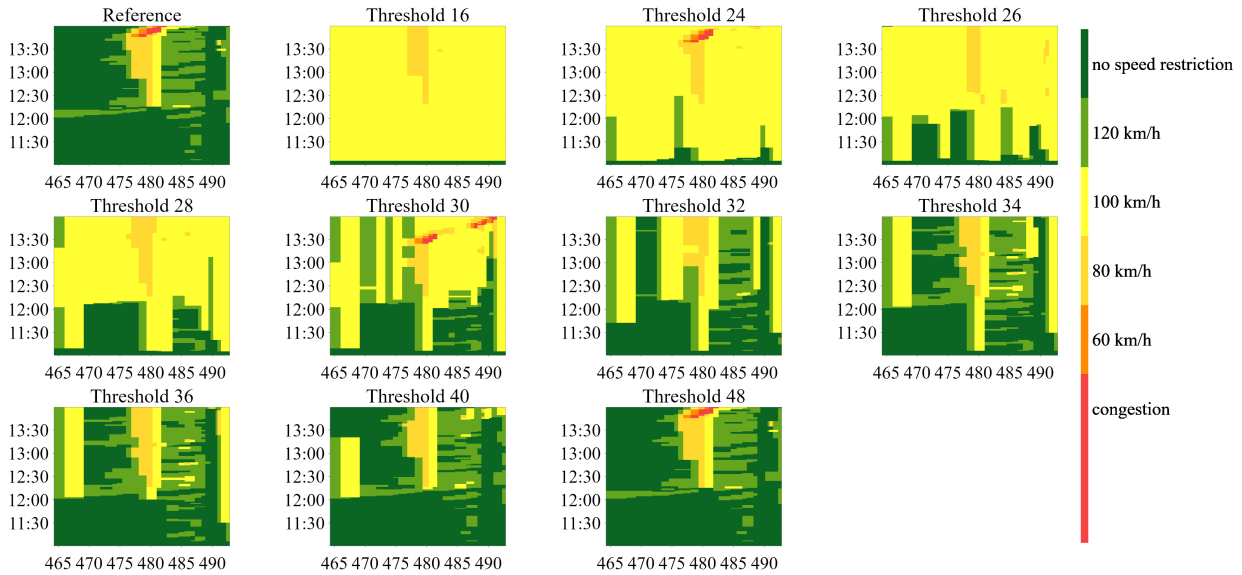 Reference Threshold 16 Threshold 24 Threshold 26
13:30 13:30 13:30 13:30
13:00 13:00 13:00 13:00
12:30 12:30 12:30 12:30
12:00 12:00 12:00 12:00
11:30 11:30 11:30 11:30
465 470 475 480 485 490 465 470 475 480 485 490 465 470 475 480 485 490 465 470 475 480 485 490
Threshold 28 Threshold 30 Threshold 32 Threshold 34
13:30 13:30 13:30 13:30
13:00 13:00 13:00 13:00
12:30 12:30 12:30 12:30
12:00 12:00 12:00 12:00
11:30 11:30 11:30 11:30
465 470 475 480 485 490 465 470 475 480 485 490 465 470 475 480 485 490 465 470 475 480 485 490
Threshold 36 Threshold 40 Threshold 48
13:30 13:30 13:30
13:00 13:00 13:00
12:30 12:30 12:30
12:00 12:00 12:00
11:30 11:30 11:30
465 470 475 480 485 490 465 470 475 480 485 490 465 470 475 480 485 490
no speed restriction
120 km/h
100 km/h
80 km/h
60 km/h
congestion